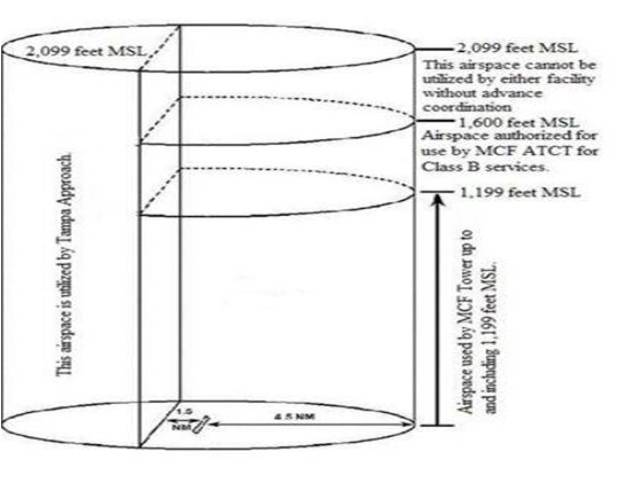 2,099 feet MSL
2,099 feet MSL
This airspace cannot be
utilized by either facility
without advance
coordination
1,600 feet MSL
Airspace authorized for
use by MCF ATCT for
Class B services.
1,199 feet MSL
This airspace is utilized by Tampa Approach.
Airspace used by MCF Tower up to
and including 1,199 feet MSL.
1.5
NM
4.5 NM